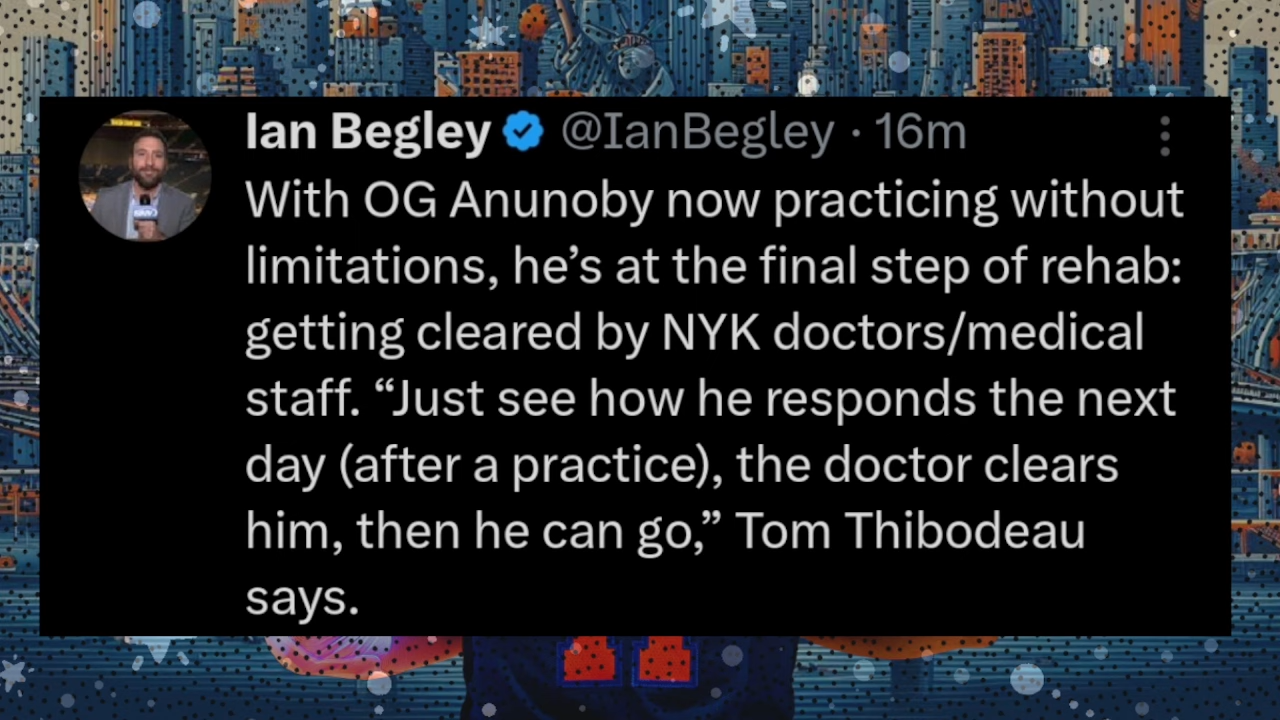 Ian Begley @IanBegley · 16m
With OG Anunoby now practicing without
limitations, he’s at the final step of rehab:
getting cleared by NYK doctors/medical
staff. “Just see how he responds the next
day (after a practice), the doctor clears
him, then he can go,” Tom Thibodeau
says.